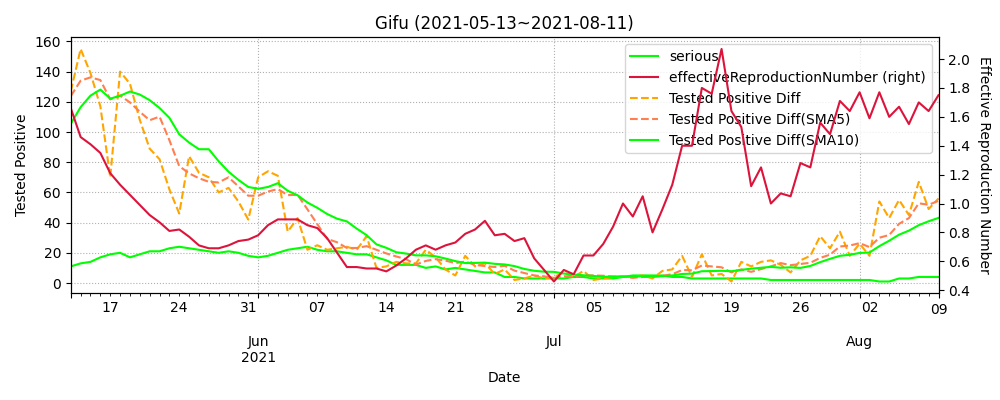 Gifu (2021-05-13~2021-08-11)
160
140
120
100
80
60
40
20
0
Tested Positive
serious
effectiveReproductionNumber (right)
Tested Positive Diff
Tested Positive Diff(SMA5)
Tested Positive Diff(SMA10)
2.0
1.8
1.6
1.4
1.2
1.0
0.8
0.6
0.4
Effective Reproduction Number
17 24 31 07 14 21 28 05 12 19 26 02 09
Jun Jul Aug
2021
Date